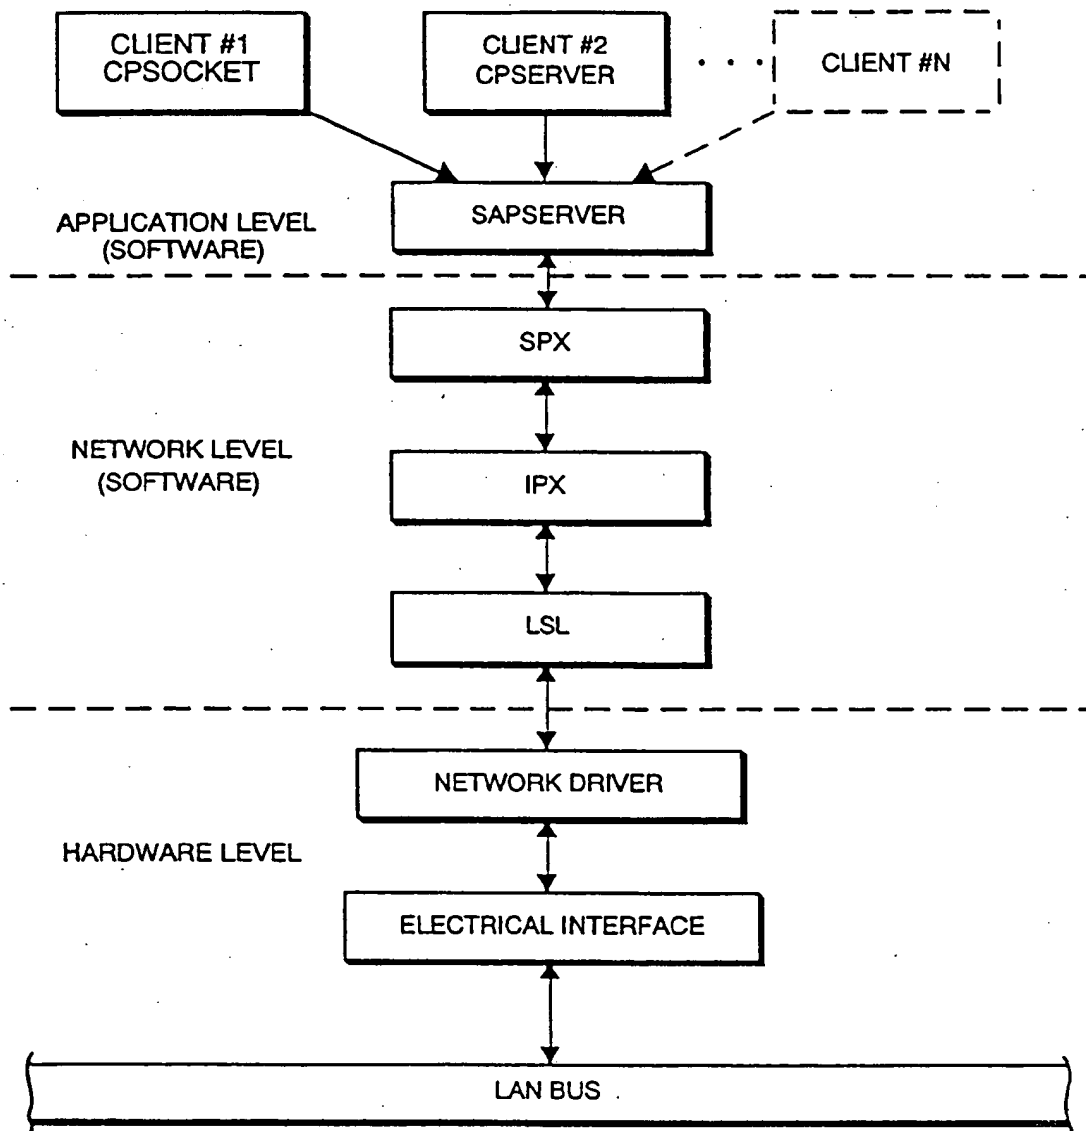 CLIENT #1
CPSOCKET
CLIENT #2
CPSERVER
CLIENT #N
SAPSERVER
APPLICATION LEVEL
(SOFTWARE)
SPX
NETWORK LEVEL
(SOFTWARE)
IPX
LSL
NETWORK DRIVER
HARDWARE LEVEL
ELECTRICAL INTERFACE
LAN BUS